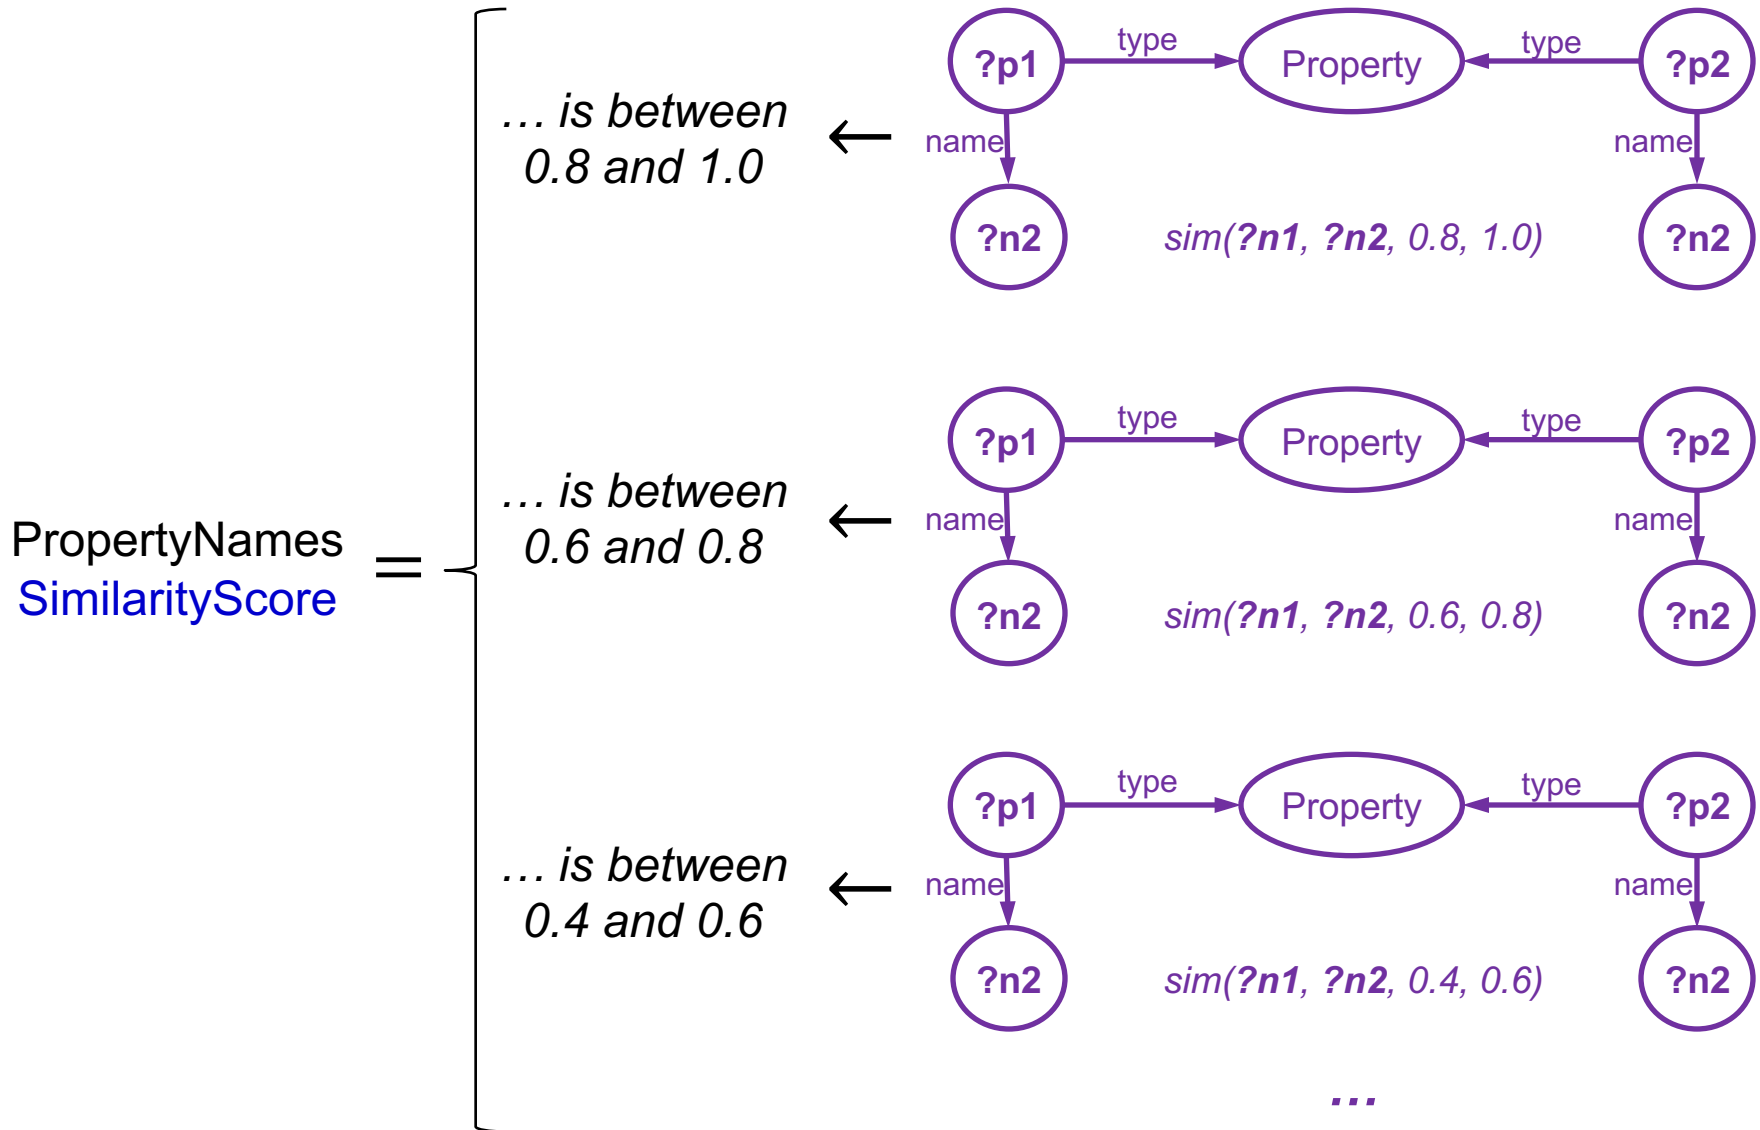 PropertyNames
SimilarityScore
=
… is between
0.8 and 1.0
←
?p1
type
Property
type
?p2
name
name
?n2
sim(?n1, ?n2, 0.8, 1.0)
?n2
… is between
0.6 and 0.8
←
?p1
type
Property
type
?p2
name
name
?n2
sim(?n1, ?n2, 0.6, 0.8)
?n2
… is between
0.4 and 0.6
←
?p1
type
Property
type
?p2
name
name
?n2
sim(?n1, ?n2, 0.4, 0.6)
?n2
...